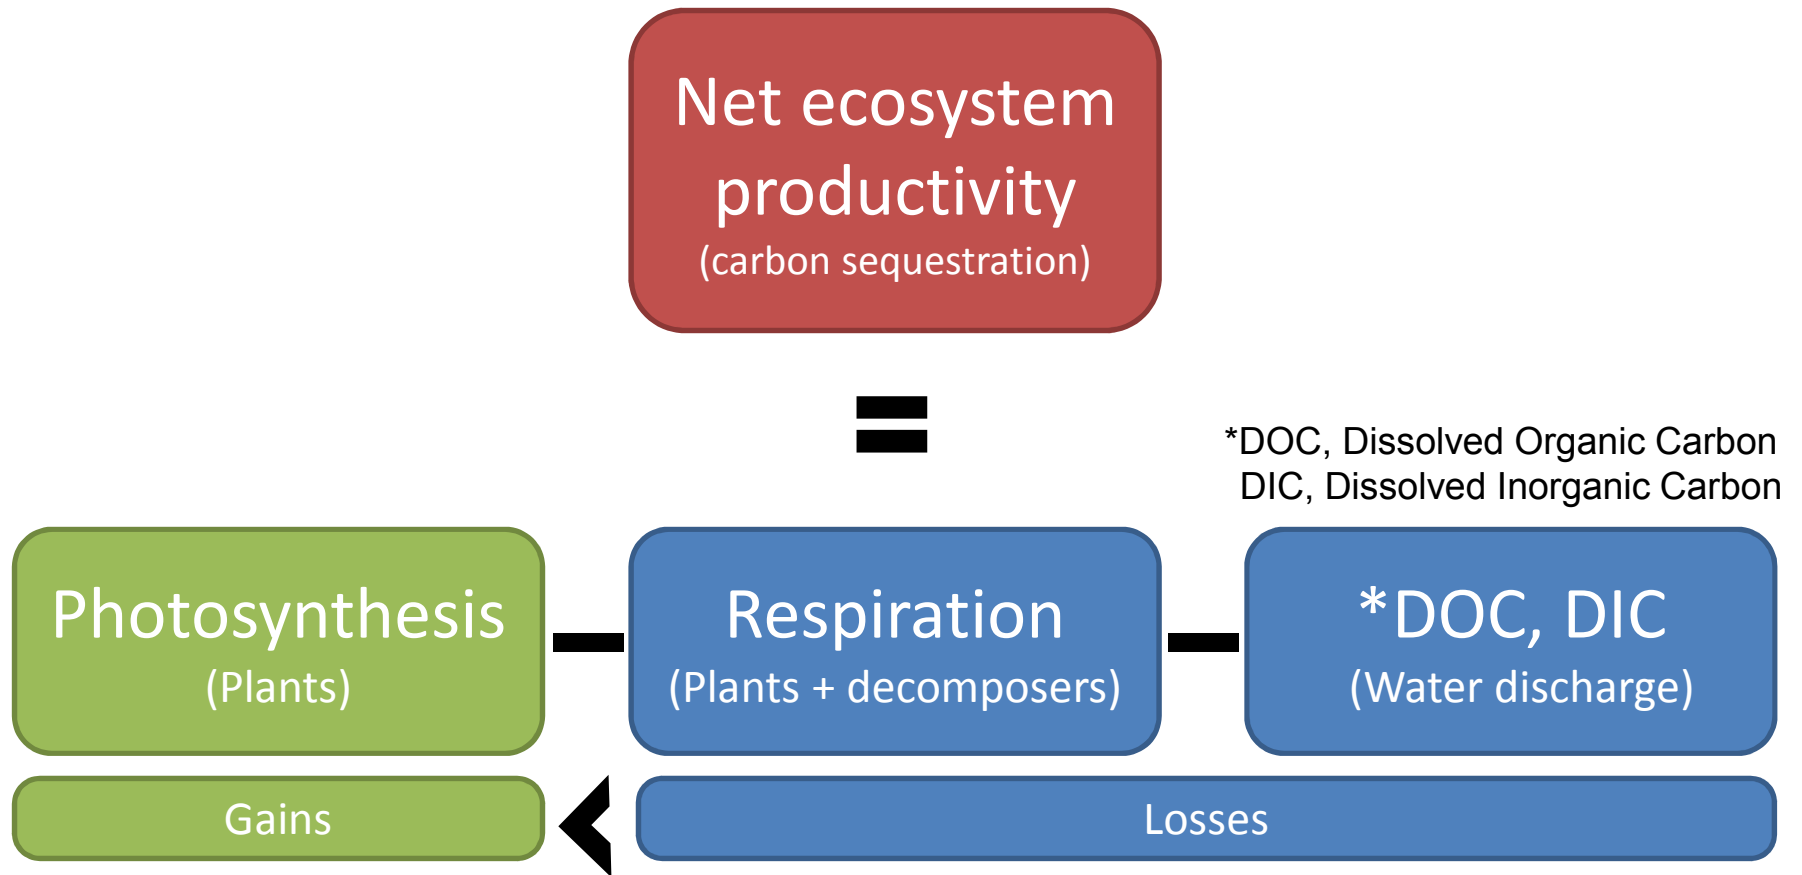 Net ecosystem
productivity
(carbon sequestration)
=
*DOC, Dissolved Organic Carbon
DIC, Dissolved Inorganic Carbon
Photosynthesis
(Plants)
–
Respiration
(Plants + decomposers)
–
*DOC, DIC
(Water discharge)
Gains
<
Losses